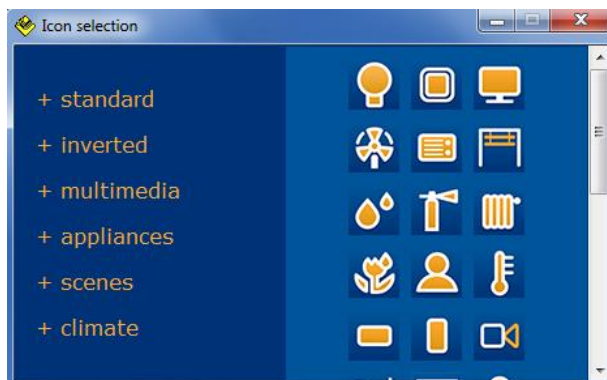 Icon selection
+ standard
+ inverted
+ multimedia
+ appliances
+ scenes
+ climate